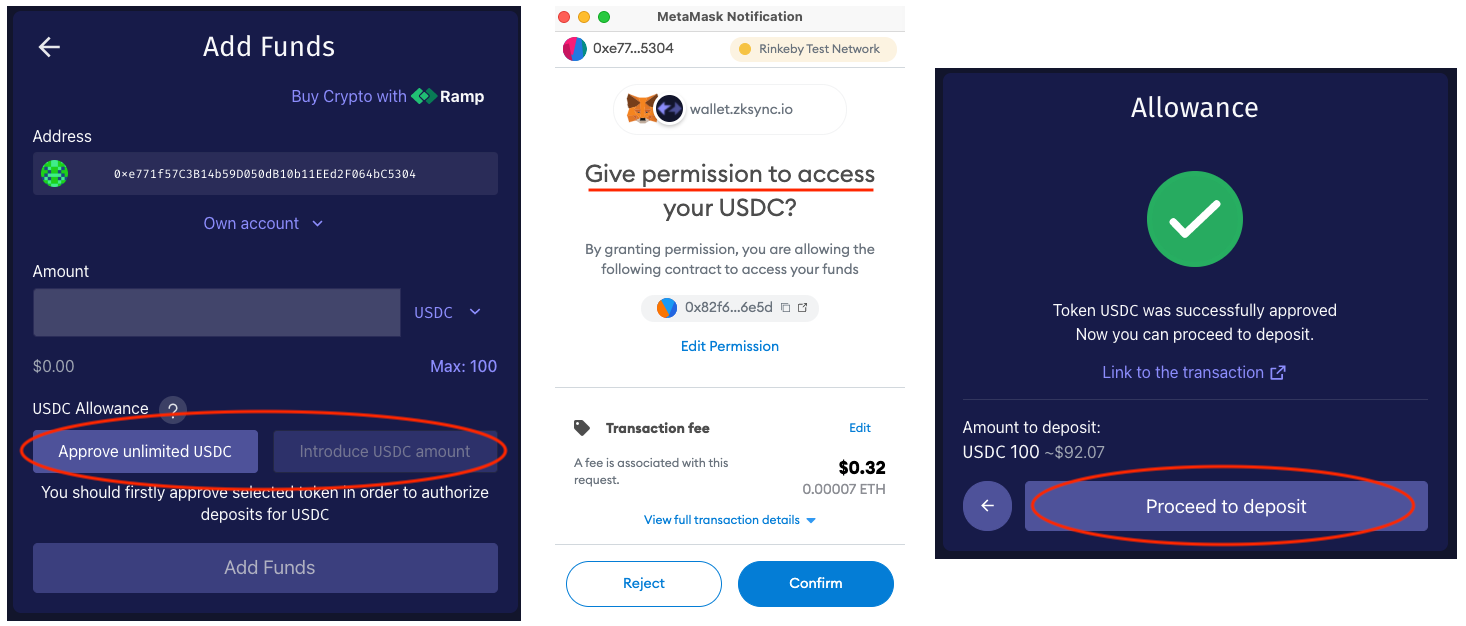 Add Funds
Buy Crypto with Ramp
Address
0xe771f57C3B14b59D050dB10b11EEd2F064bC5304
Own account
Amount
USDC
$0.00 Max: 100
USDC Allowance ?
Approve unlimited USDC Introduce USDC amount
You should firstly approve selected token in order to authorize
deposits for USDC
Add Funds
MetaMask Notification
0xe77...5304 Rinkeby Test Network
wallet.zksync.io
Give permission to access
your USDC?
By granting permission, you are allowing the
following contract to access your funds
0x82f6...6e5d
Edit Permission
Transaction fee Edit
A fee is associated with this
request.
$0.32
0.00007 ETH
View full transaction details
Reject Confirm
Allowance
Token USDC was successfully approved
Now you can proceed to deposit.
Link to the transaction
Amount to deposit:
USDC 100 ~$92.07
Proceed to deposit